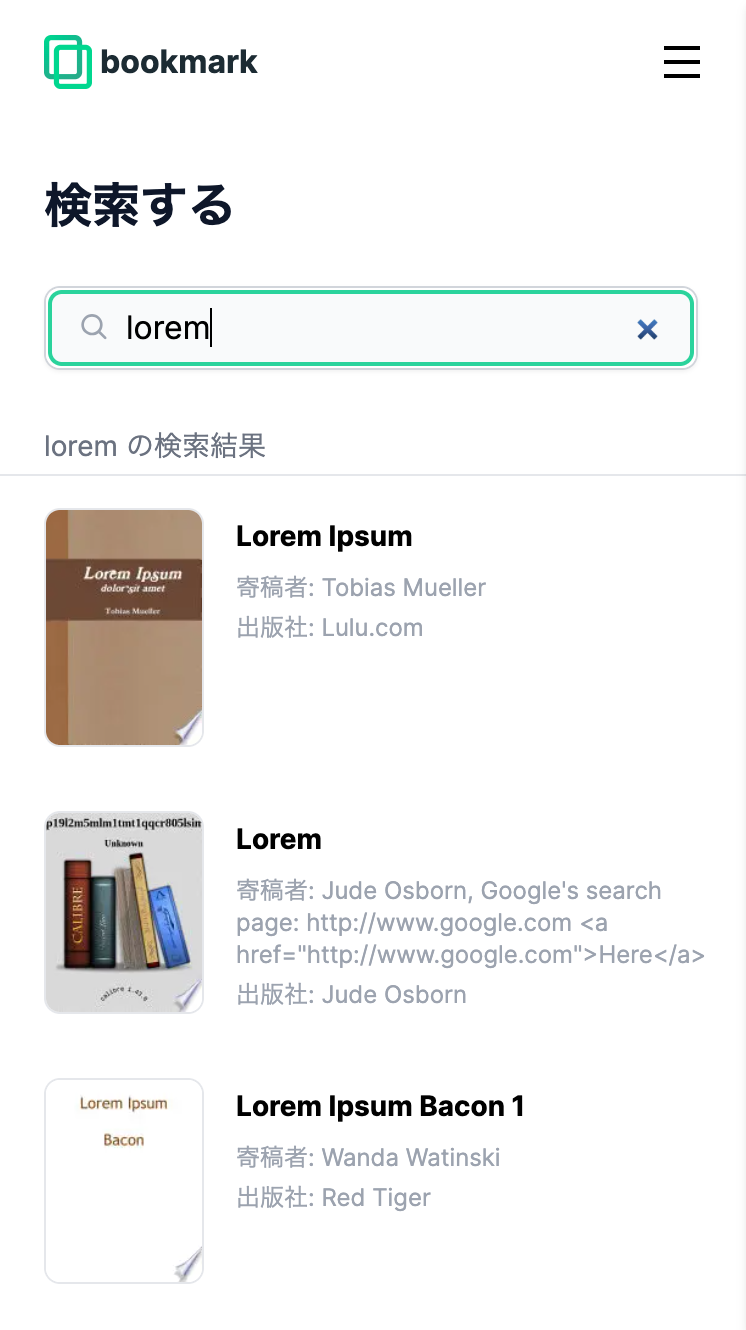 bookmark
検索する
lorem
lorem の検索結果
Lorem Ipsum
dolor sit amet
Tobias Mueller
Lorem Ipsum
寄稿者: Tobias Mueller
出版社: Lulu.com
p19l2m5mlm1tmt1qqcr805lsin
Unknown
CALIBRE
calibre 1.43.0
Lorem
寄稿者: Jude Osborn, Google's search
page: http://www.google.com <a
href="http://www.google.com">Here</a>
出版社: Jude Osborn
Lorem Ipsum
Bacon
Lorem Ipsum Bacon 1
寄稿者: Wanda Watinski
出版社: Red Tiger